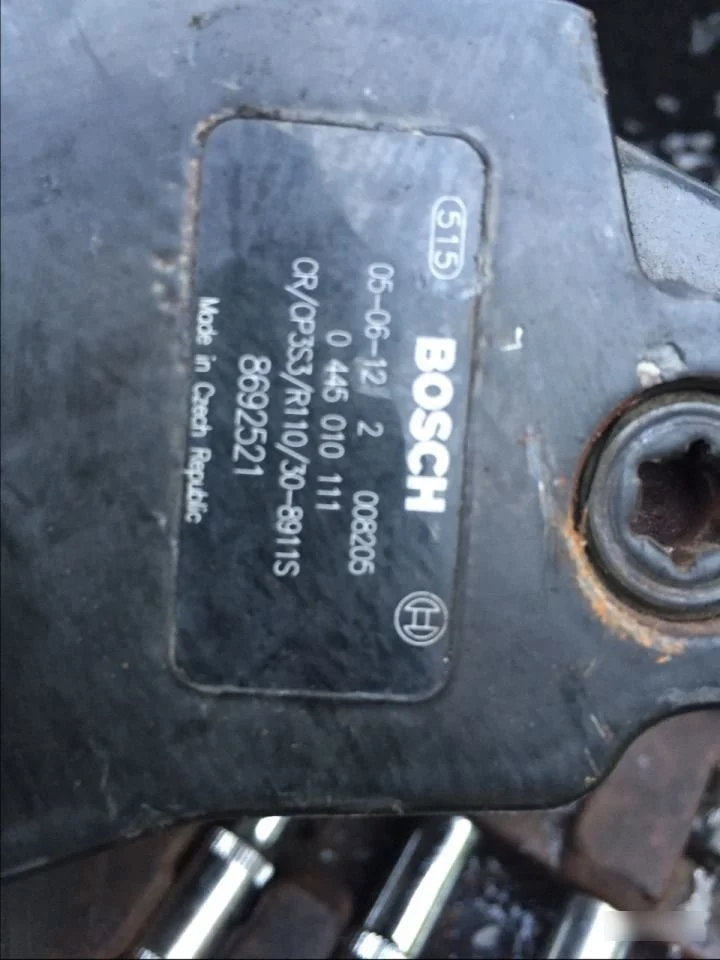 515 BOSCH
05-06-12 2 008205
0 445 010 111
CR/CP3S3/R110/30-8911S
8692521
Made in Czech Republic